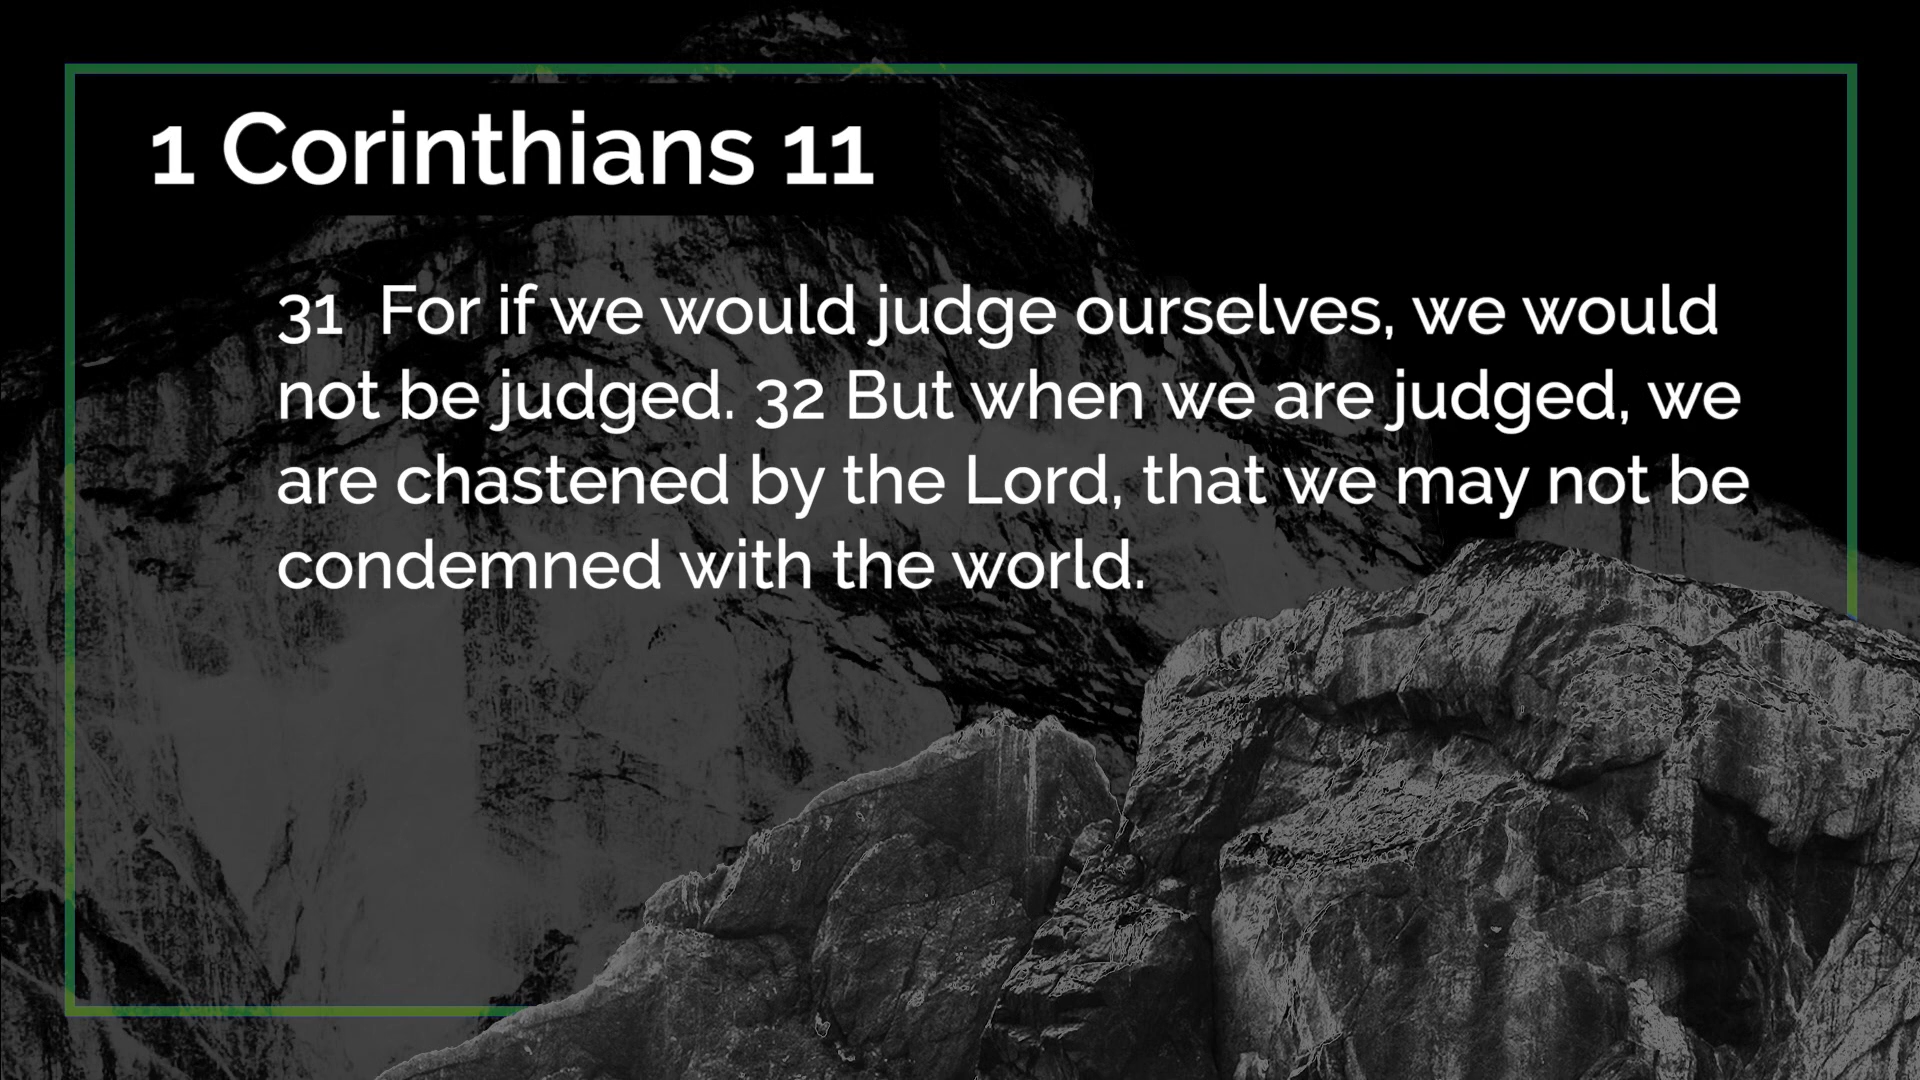 1 Corinthians 11
31  For if we would judge ourselves, we would
not be judged. 32 But when we are judged, we
are chastened by the Lord, that we may not be
condemned with the world.